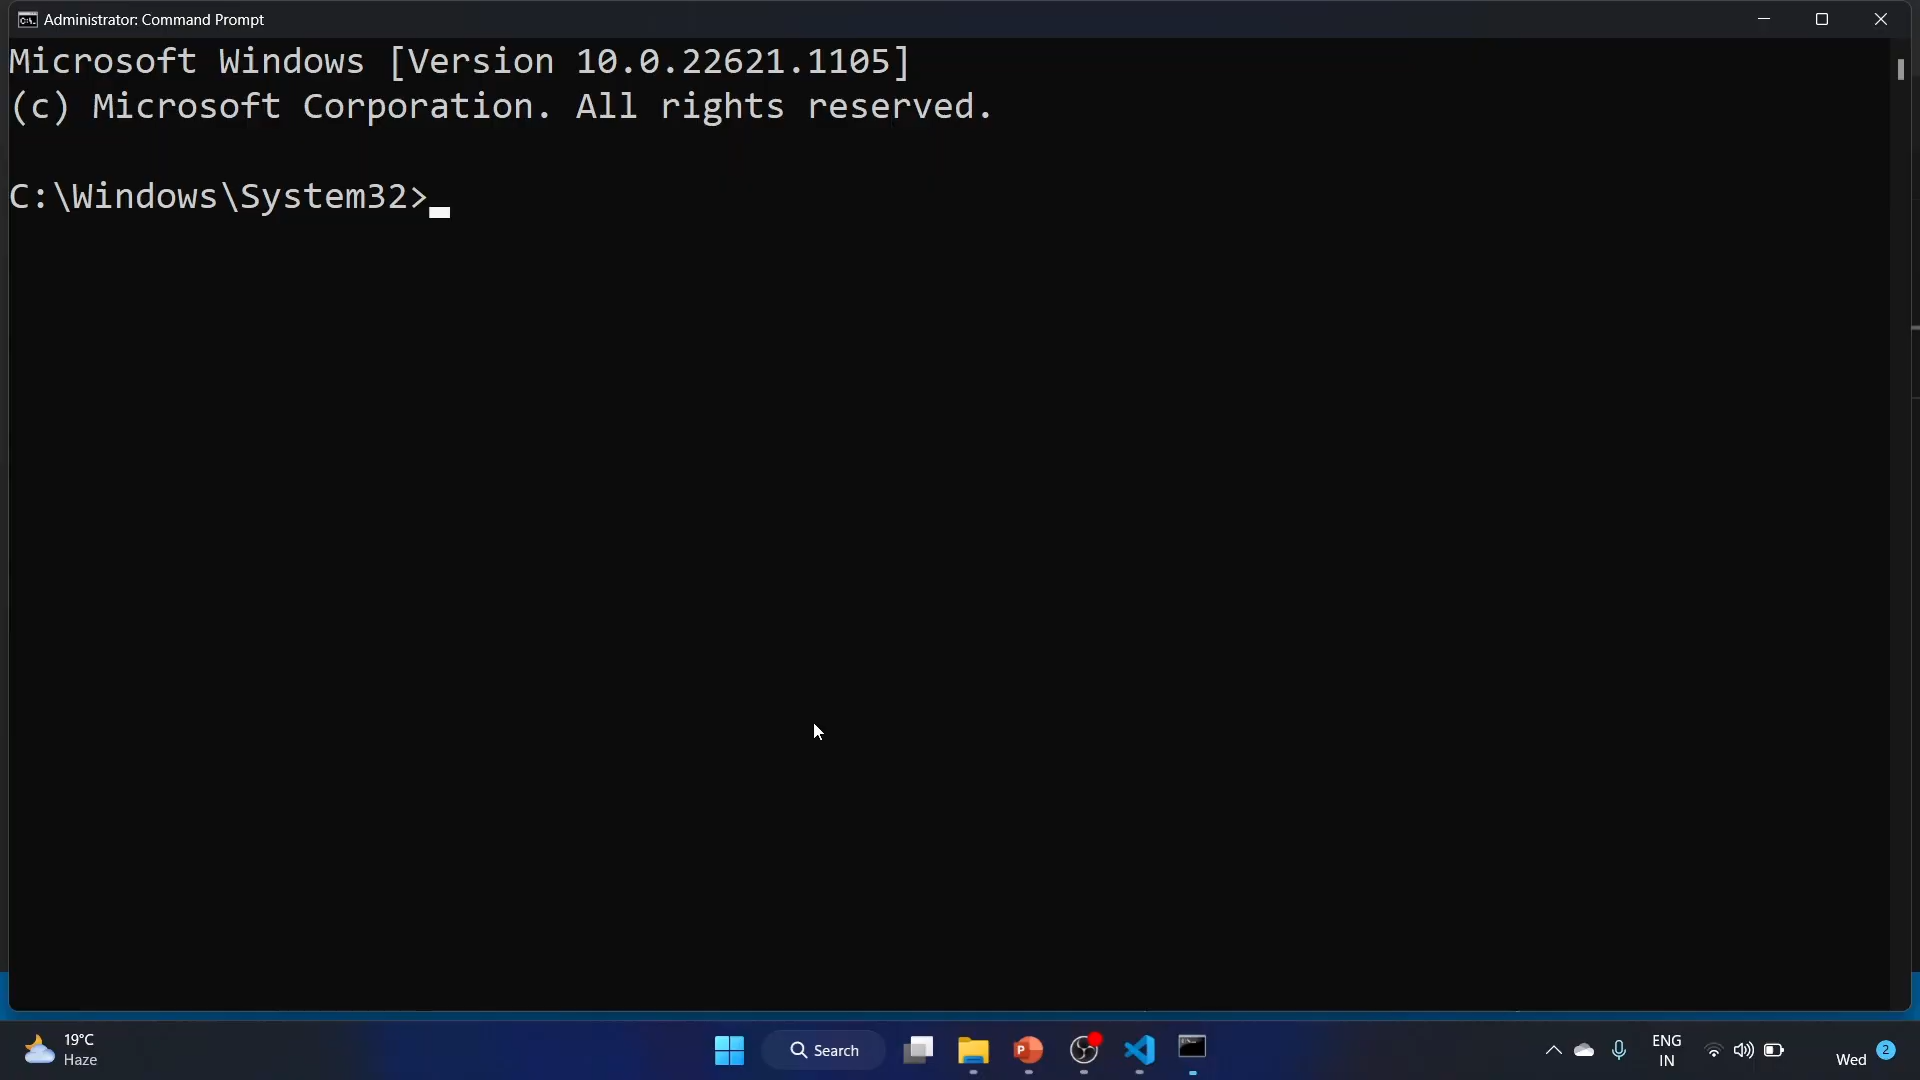 Administrator: Command Prompt
Microsoft Windows [Version 10.0.22621.1105]
(c) Microsoft Corporation. All rights reserved.
C:\Windows\System32>
19°C
Haze
Search
ENG
IN
Wed
2